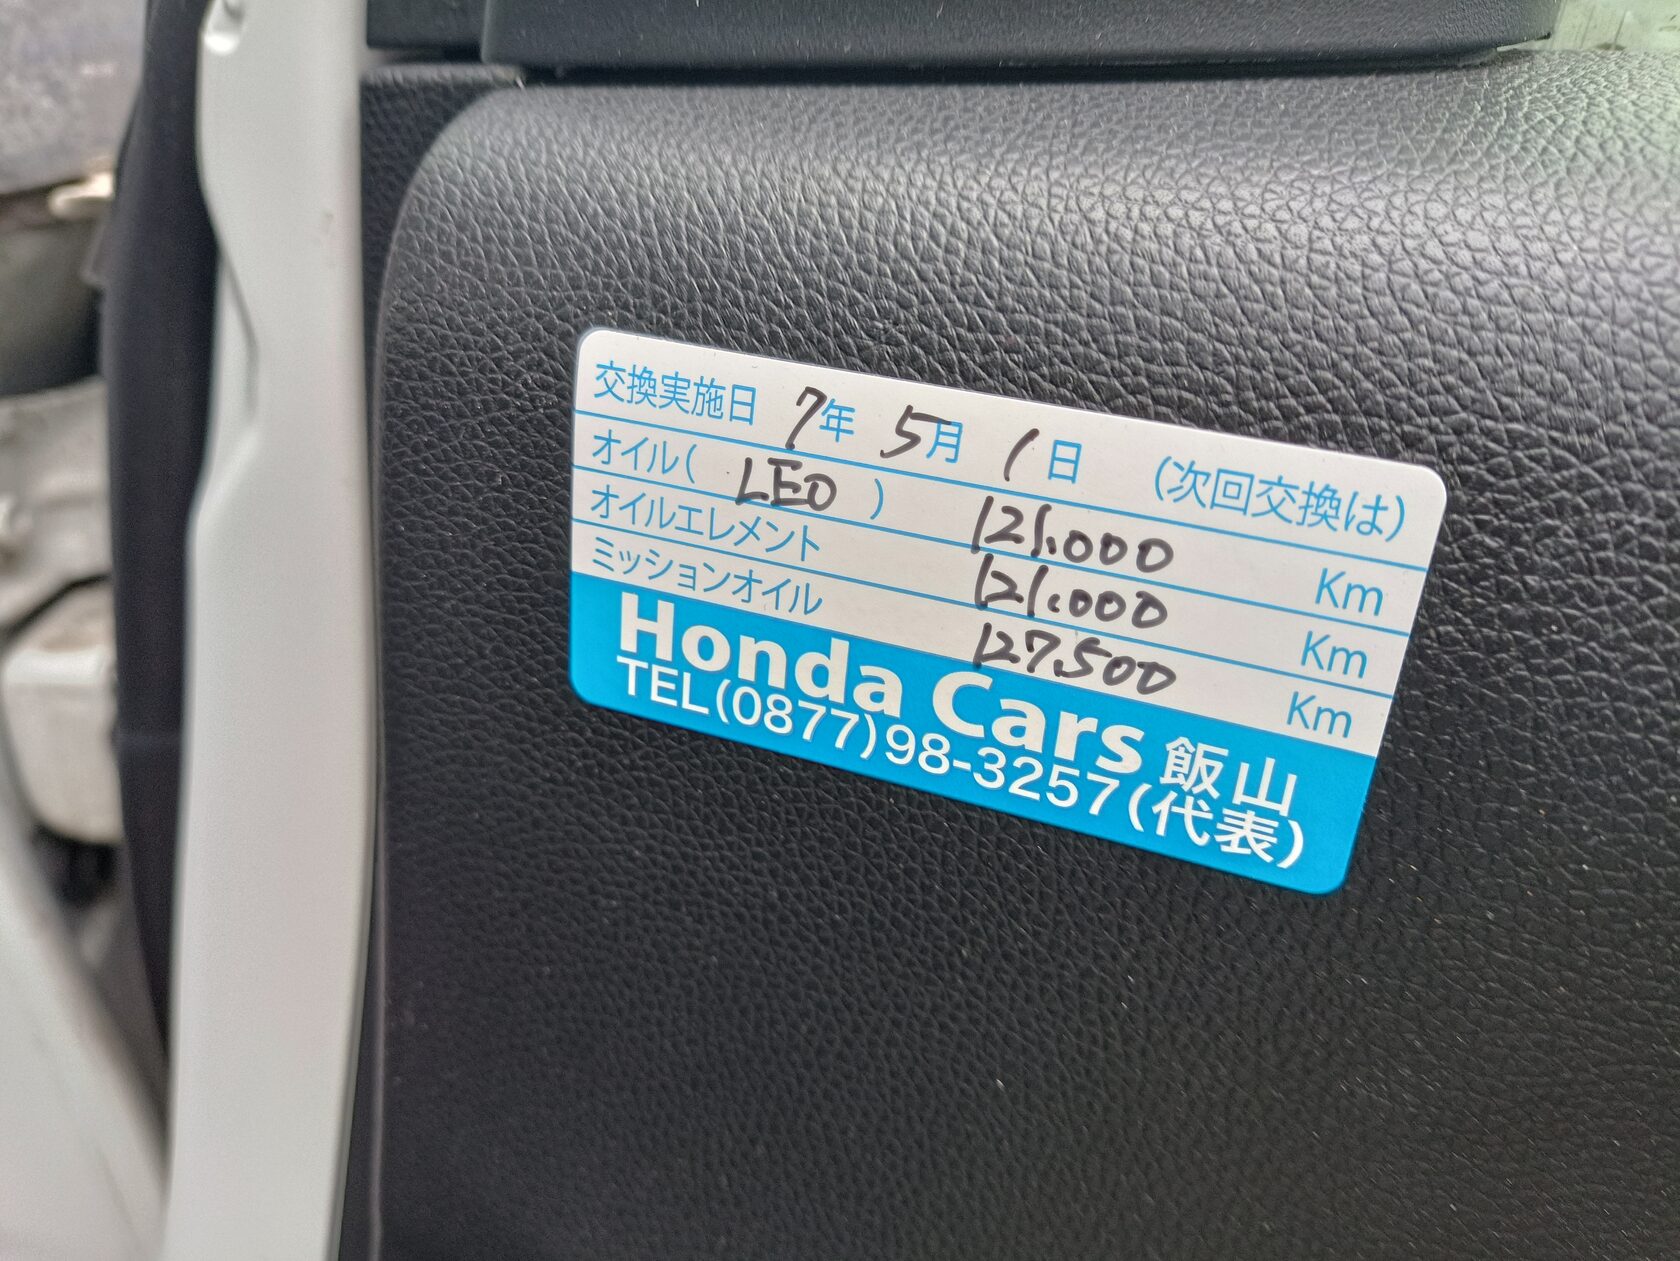 交換実施日 7年 5月 1日 (次回交換は)
オイル( LEO ) 121.000 Km
オイルエレメント 121.000 Km
ミッションオイル 127.500 Km
Honda Cars 飯山
TEL(0877)98-3257(代表)